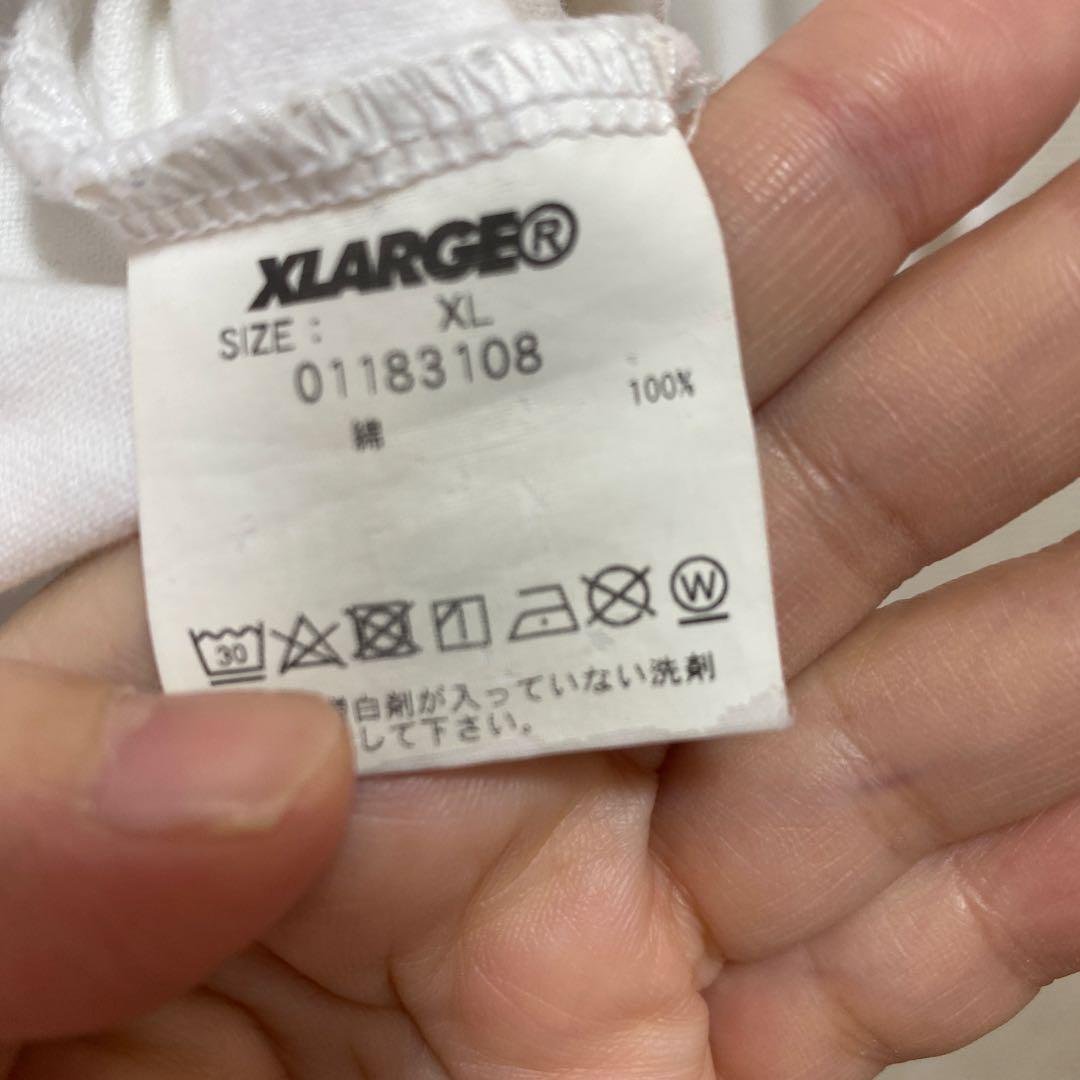 XLARGE®
SIZE : XL
01183108
綿 100%
30 W
白剤が入っていない洗剤
して下さい。